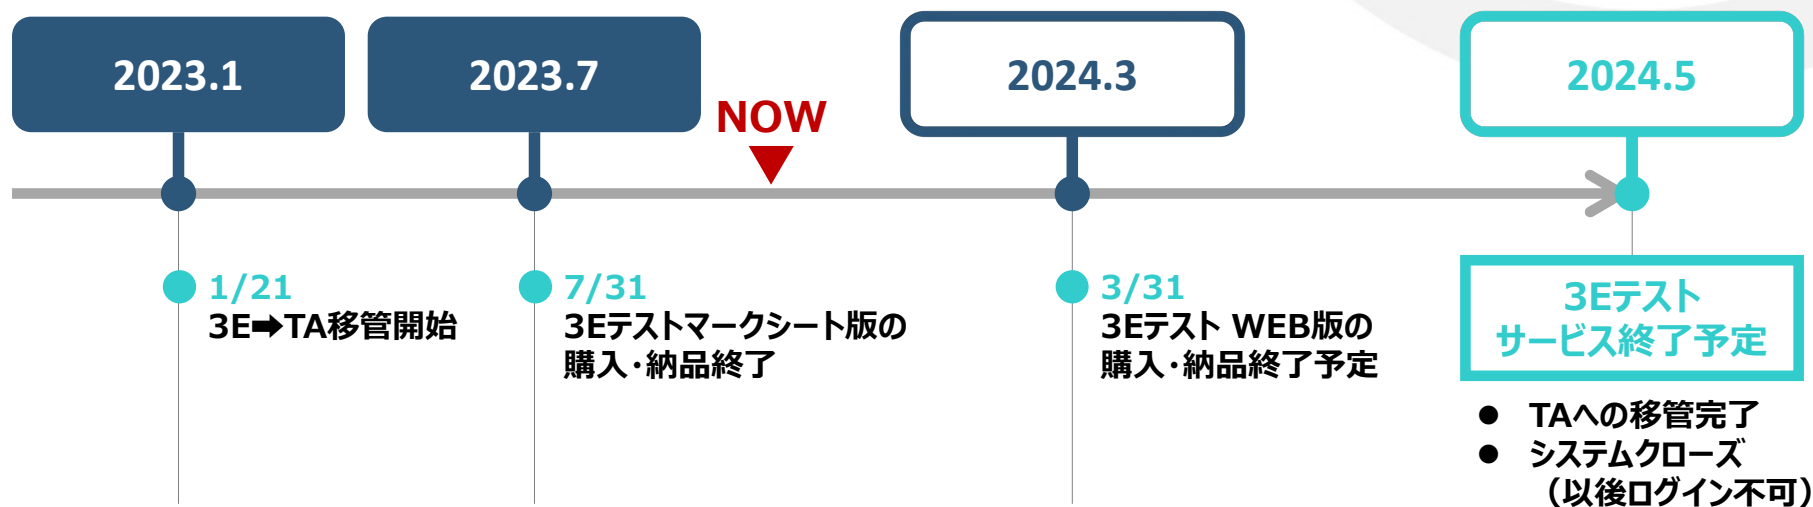 2023.1
2023.7
NOW
2024.3
2024.5
1/21
3E➡TA移管開始
7/31
3Eテストマークシート版の
購入・納品終了
3/31
3Eテスト WEB版の
購入・納品終了予定
3Eテスト
サービス終了予定
● TAへの移管完了
● システムクローズ
（以後ログイン不可）